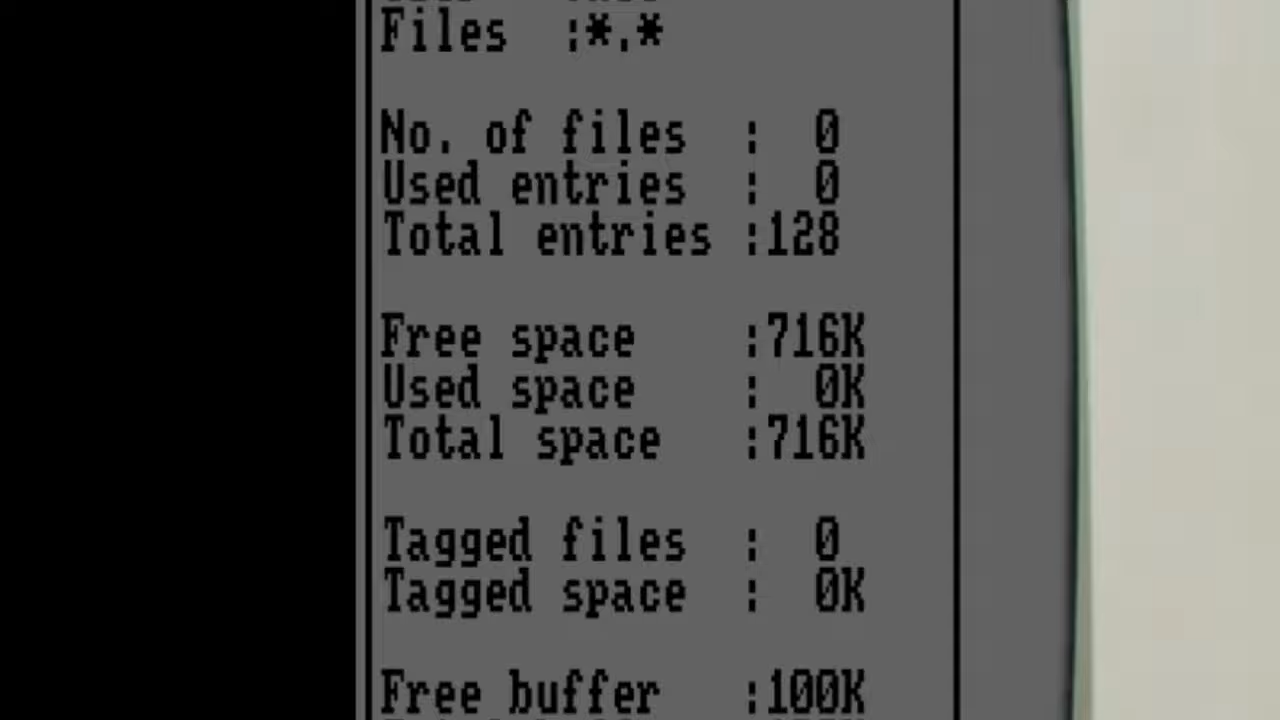 Files  :*.*
No. of files  :  0
Used entries  :  0
Total entries :128
Free space    :716K
Used space    :  0K
Total space   :716K
Tagged files  :  0
Tagged space  :  0K
Free buffer   :100K